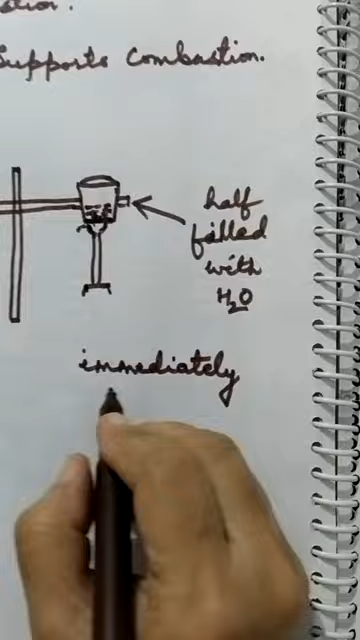 Supports Combustion.
half
filled
with
H2O
immediately